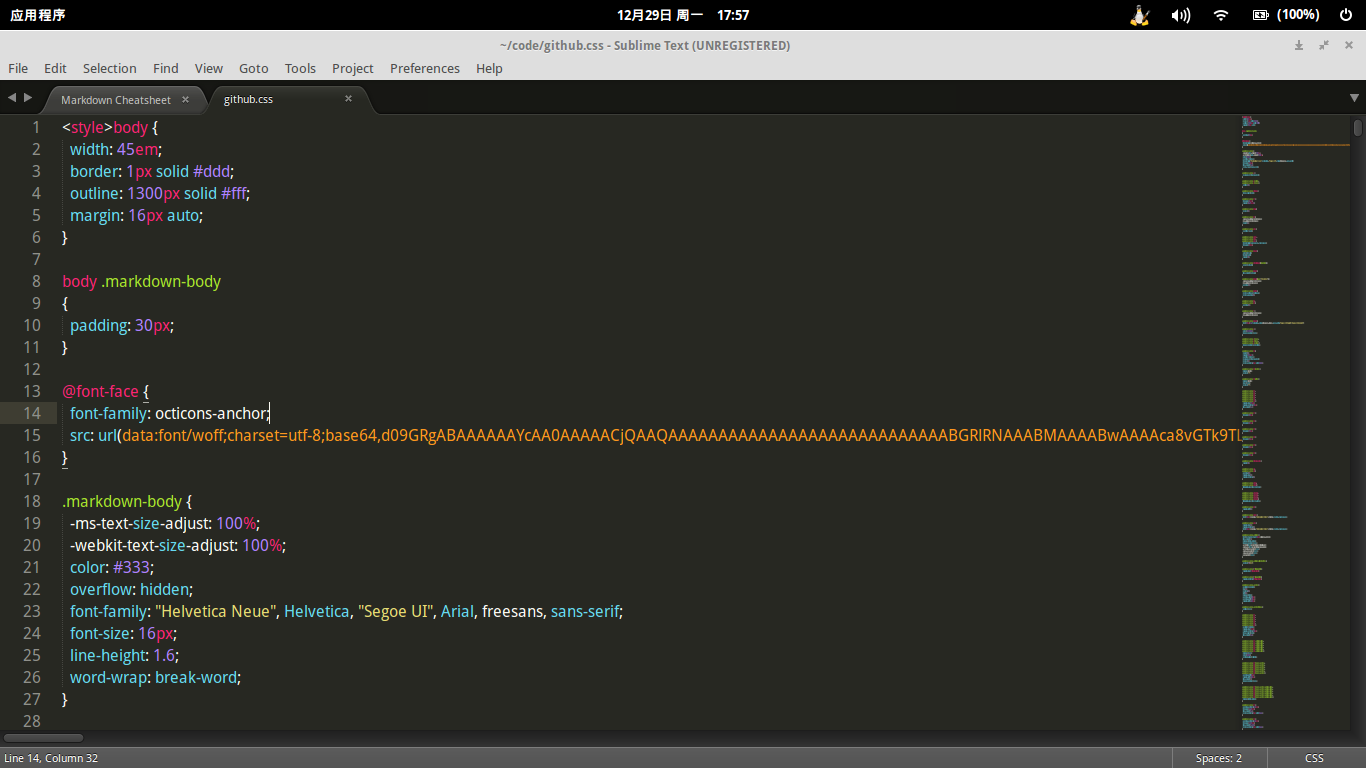 应用程序 12月29日 周一 17:57 (100%)
~/code/github.css - Sublime Text (UNREGISTERED)
File Edit Selection Find View Goto Tools Project Preferences Help
Markdown Cheatsheet github.css
1 <style>body {
2 width: 45em;
3 border: 1px solid #ddd;
4 outline: 1300px solid #fff;
5 margin: 16px auto;
6 }
7
8 body .markdown-body
9 {
10 padding: 30px;
11 }
12
13 @font-face {
14 font-family: octicons-anchor;
15 src: url(data:font/woff;charset=utf-8;base64,d09GRgABAAAAAAYcAA0AAAAACjQAAQAAAAAAAAAAAAAAAAAAAAAAAAAAAAAAAABGRlRNAAABMAAAABwAAAAca8vGTk9TL
16 }
17
18 .markdown-body {
19 -ms-text-size-adjust: 100%;
20 -webkit-text-size-adjust: 100%;
21 color: #333;
22 overflow: hidden;
23 font-family: "Helvetica Neue", Helvetica, "Segoe UI", Arial, freesans, sans-serif;
24 font-size: 16px;
25 line-height: 1.6;
26 word-wrap: break-word;
27 }
28
Line 14, Column 32 Spaces: 2 CSS